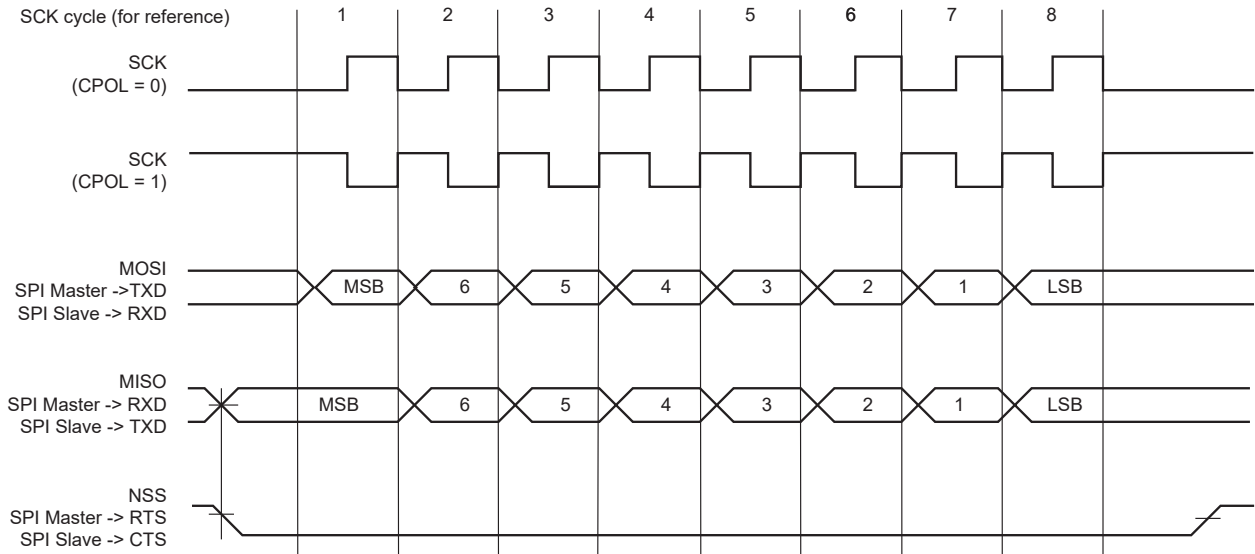 SCK cycle (for reference) 1 2 3 4 5 6 7 8
SCK
(CPOL = 0)
SCK
(CPOL = 1)
MOSI
SPI Master ->TXD
SPI Slave -> RXD
MSB 6 5 4 3 2 1 LSB
MISO
SPI Master -> RXD
SPI Slave -> TXD
MSB 6 5 4 3 2 1 LSB
NSS
SPI Master -> RTS
SPI Slave -> CTS